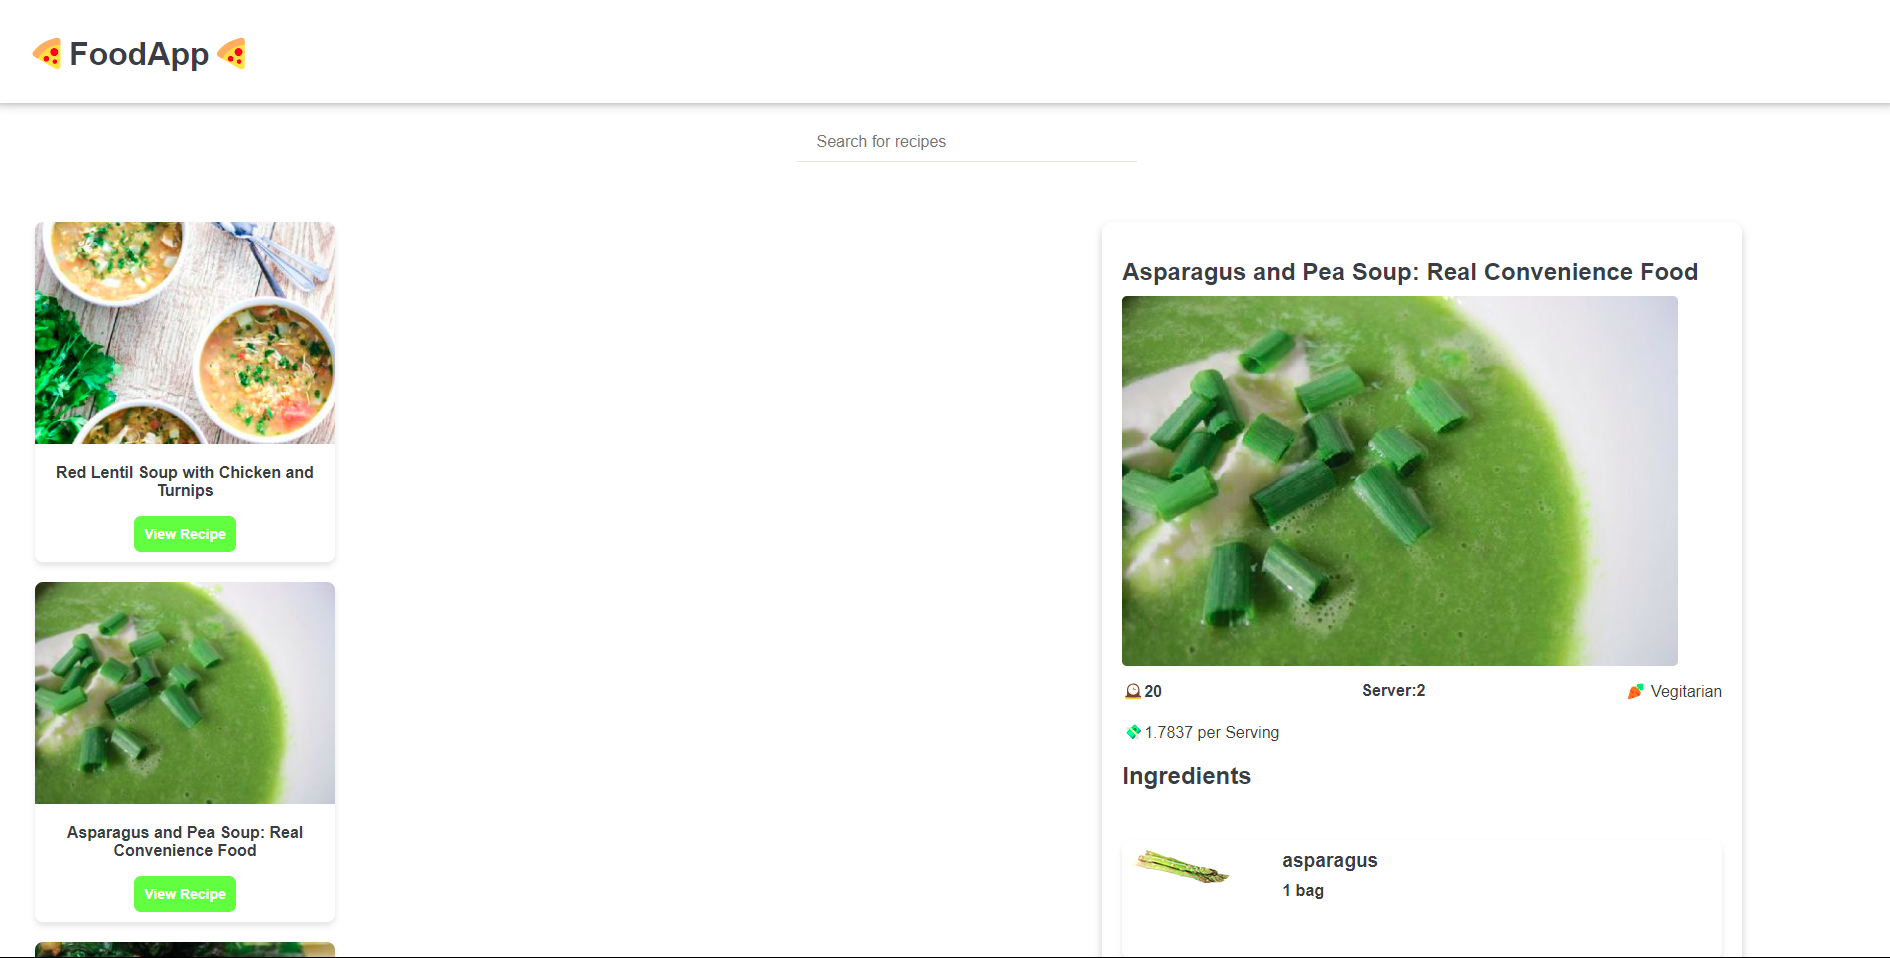 FoodApp
Search for recipes
Red Lentil Soup with Chicken and
Turnips
View Recipe
Asparagus and Pea Soup: Real
Convenience Food
View Recipe
Asparagus and Pea Soup: Real Convenience Food
20 Server:2 Vegitarian
1.7837 per Serving
Ingredients
asparagus
1 bag